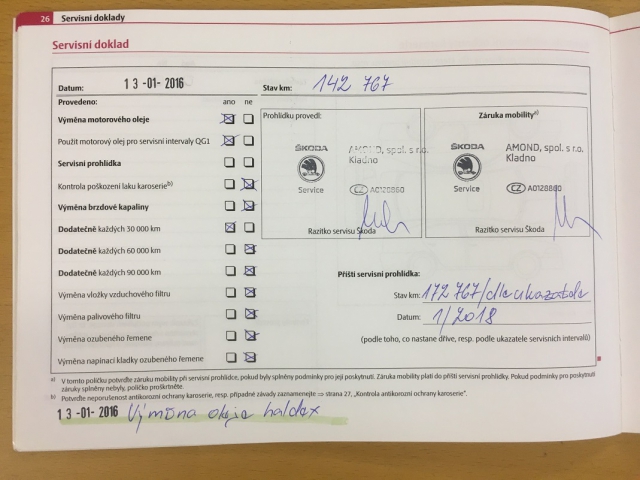 26 Servisní doklady
Servisní doklad
Datum: 13 -01- 2016 Stav km: 142 767
Provedeno: ano ne
Výměna motorového oleje
Použit motorový olej pro servisní intervaly QG1
Servisní prohlídka
Kontrola poškození laku karoserie b)
Výměna brzdové kapaliny
Dodatečně každých 30 000 km
Dodatečně každých 60 000 km
Dodatečně každých 90 000 km
Výměna vložky vzduchového filtru
Výměna palivového filtru
Výměna ozubeného řemene
Výměna napínací kladky ozubeného řemene
Prohlídku provedl:
ŠKODA AMOND, spol. s r.o.
Kladno
Service CZ AO128860
Razítko servisu Škoda
Záruka mobility a)
ŠKODA AMOND, spol. s r.o.
Kladno
Service CZ AO128860
Razítko servisu Škoda
Příští servisní prohlídka:
Stav km: 172 767/dle ukazatele
Datum: 1/2018
(podle toho, co nastane dříve, resp. podle ukazatele servisních intervalů)
a) V tomto políčku potvrďte záruku mobility při servisní prohlídce, pokud byly splněny podmínky pro její poskytnutí. Záruka mobility platí do příští servisní prohlídky. Pokud podmínky pro poskytnutí
záruky splněny nebyly, políčko proškrtněte.
b) Potvrďte neporušenost antikorozní ochrany karoserie, resp. případné závady zaznamenejte ⇒ strana 27, „Kontrola antikorozní ochrany karoserie".
13 -01- 2016 Výměna oleje haldex